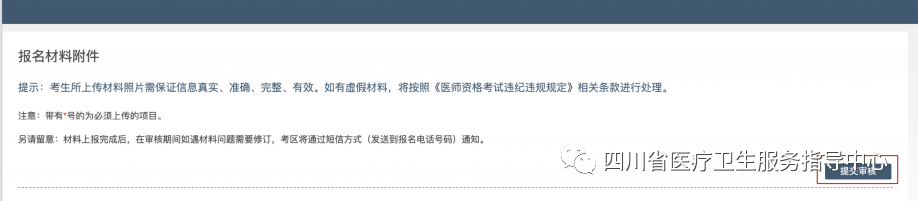 报名材料附件
提示：考生所上传材料照片需保证信息真实、准确、完整、有效。如有虚假材料，将按照《医师资格考试违纪违规规定》相关条款进行处理。
注意：带有*号的为必须上传的项目。
另请留意：材料上报完成后，在审核期间如遇材料问题需要修订，考区将通过短信方式（发送到报名电话号码）通知。
四川省医疗卫生服务指导中心
提交审核